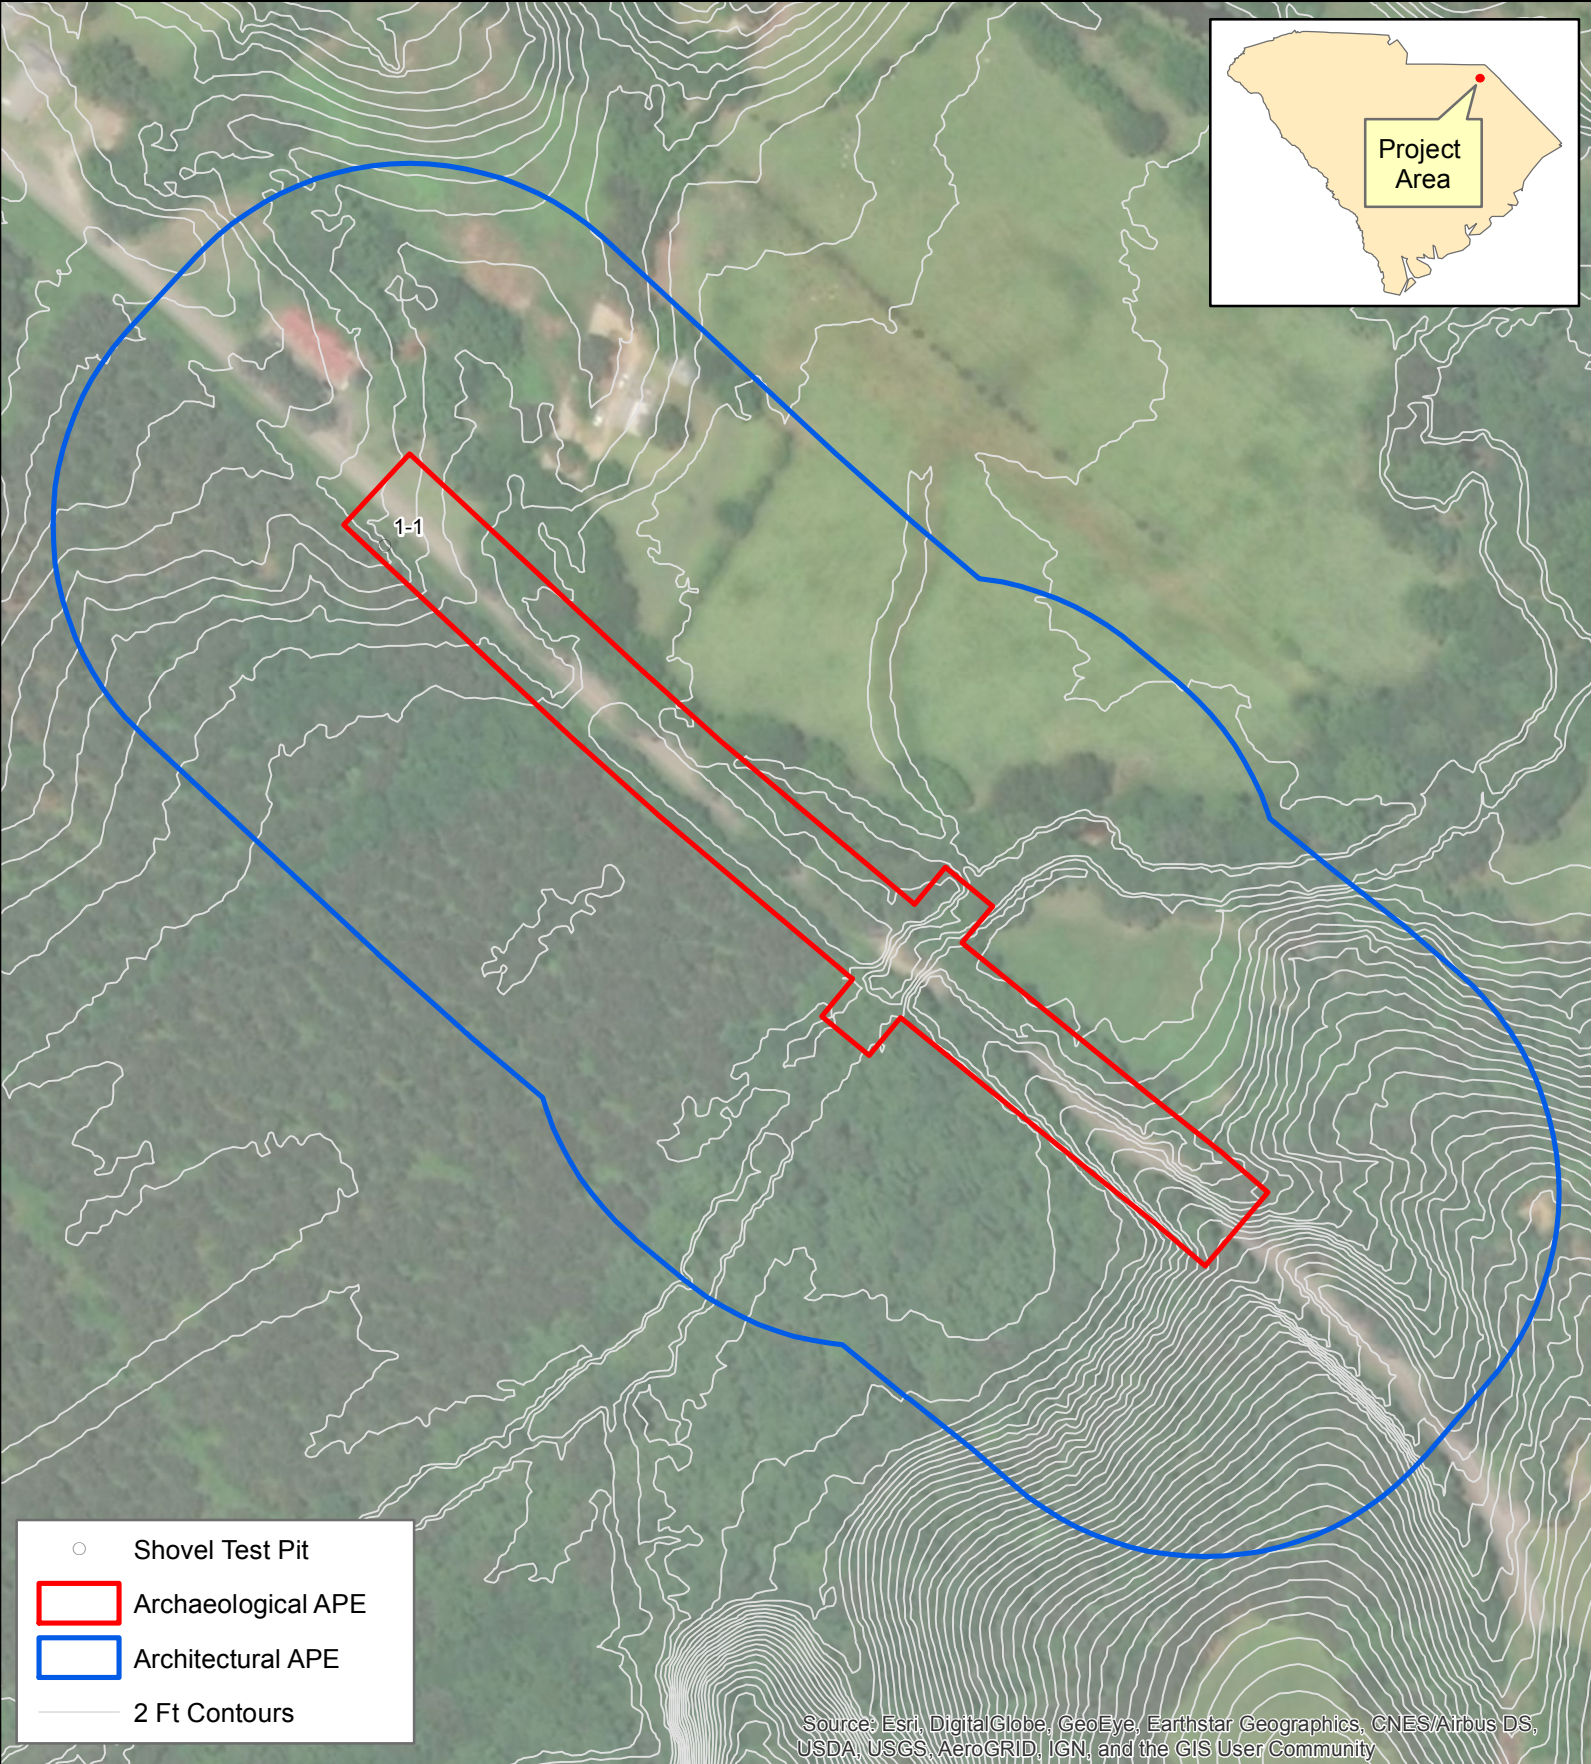 Project
Area
1-1
Shovel Test Pit
Archaeological APE
Architectural APE
2 Ft Contours
Source: Esri, DigitalGlobe, GeoEye, Earthstar Geographics, CNES/Airbus DS,
USDA, USGS, AeroGRID, IGN, and the GIS User Community